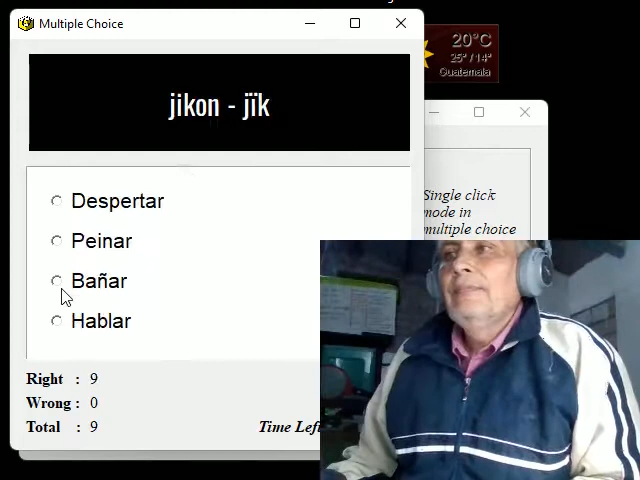 Multiple Choice
20°C
25° / 14°
Guatemala
jikon - jïk
Single click
mode in
multiple choice
Despertar
Peinar
Bañar
Hablar
Right : 9
Wrong : 0
Total : 9
Time Left